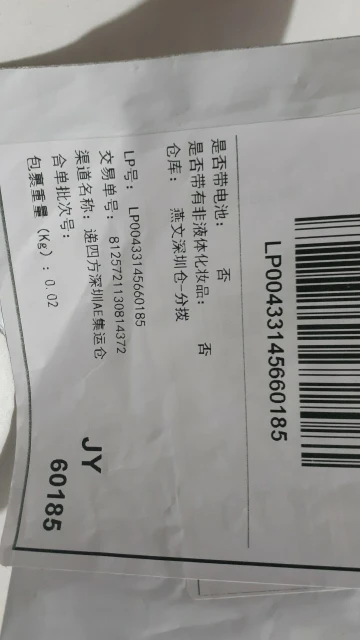 LP00433145660185
是否带电池： 否
是否带有非液体化妆品： 否
仓库： 燕文深圳仓-分拨
LP号： LP00433145660185
交易单号： 8125721130814372
渠道名称： 递四方深圳AE集运仓
合单批次号：
包裹重量 (Kg) : 0.02
JY
60185